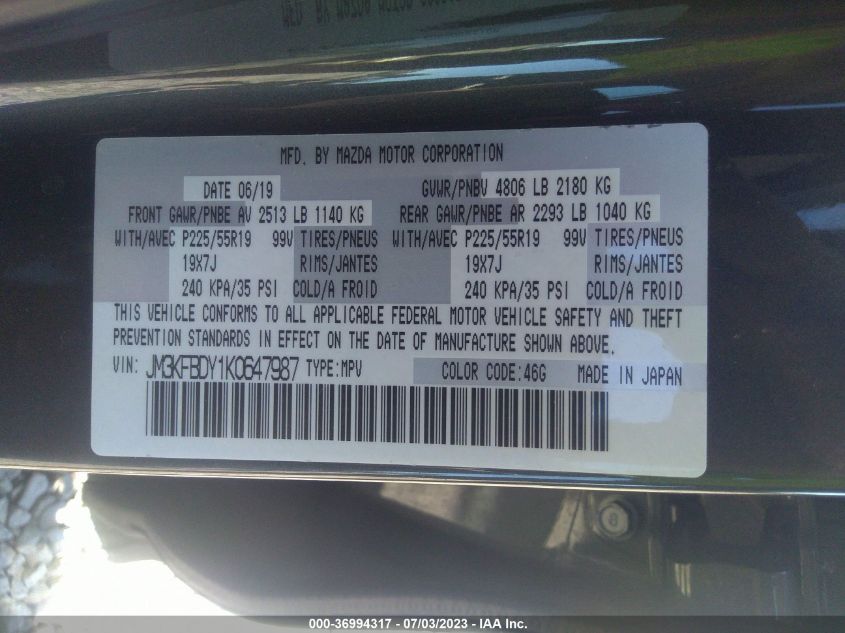 MFD. BY MAZDA MOTOR CORPORATION
DATE 06/19 GVWR/PNBV 4806 LB 2180 KG
FRONT GAWR/PNBE AV 2513 LB 1140 KG REAR GAWR/PNBE AR 2293 LB 1040 KG
WITH/AVEC P225/55R19 99V TIRES/PNEUS WITH/AVEC P225/55R19 99V TIRES/PNEUS
19X7J RIMS/JANTES 19X7J RIMS/JANTES
240 KPA/35 PSI COLD/A FROID 240 KPA/35 PSI COLD/A FROID
THIS VEHICLE CONFORMS TO ALL APPLICABLE FEDERAL MOTOR VEHICLE SAFETY AND THEFT
PREVENTION STANDARDS IN EFFECT ON THE DATE OF MANUFACTURE SHOWN ABOVE.
VIN: JM3KFBDY1K0647987 TYPE:MPV COLOR CODE:46G MADE IN JAPAN
000-36994317 - 07/03/2023 - IAA Inc.